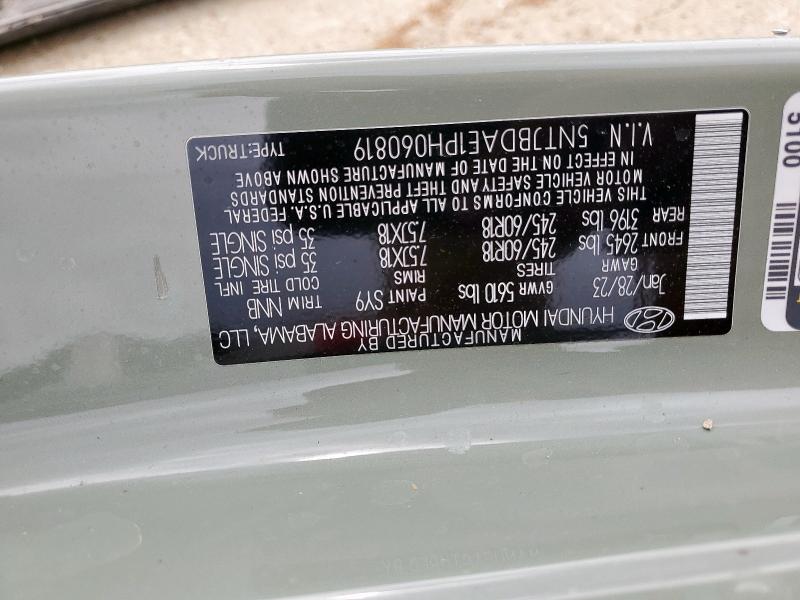 MANUFACTURED BY
HYUNDAI MOTOR MANUFACTURING ALABAMA, LLC
Jan/28/23 GVWR 5610 lbs PAINT SY9 TRIM NNB
GAWR TIRES RIMS COLD TIRE INFL
FRONT 2645 lbs 245/60R18 7.5JX18 35 psi SINGLE
REAR 3196 lbs 245/60R18 7.5JX18 35 psi SINGLE
THIS VEHICLE CONFORMS TO ALL APPLICABLE U.S.A. FEDERAL
MOTOR VEHICLE SAFETY AND THEFT PREVENTION STANDARDS
IN EFFECT ON THE DATE OF MANUFACTURE SHOWN ABOVE
V.I.N 5NTJBDAE1PH060819 TYPE:TRUCK
5100